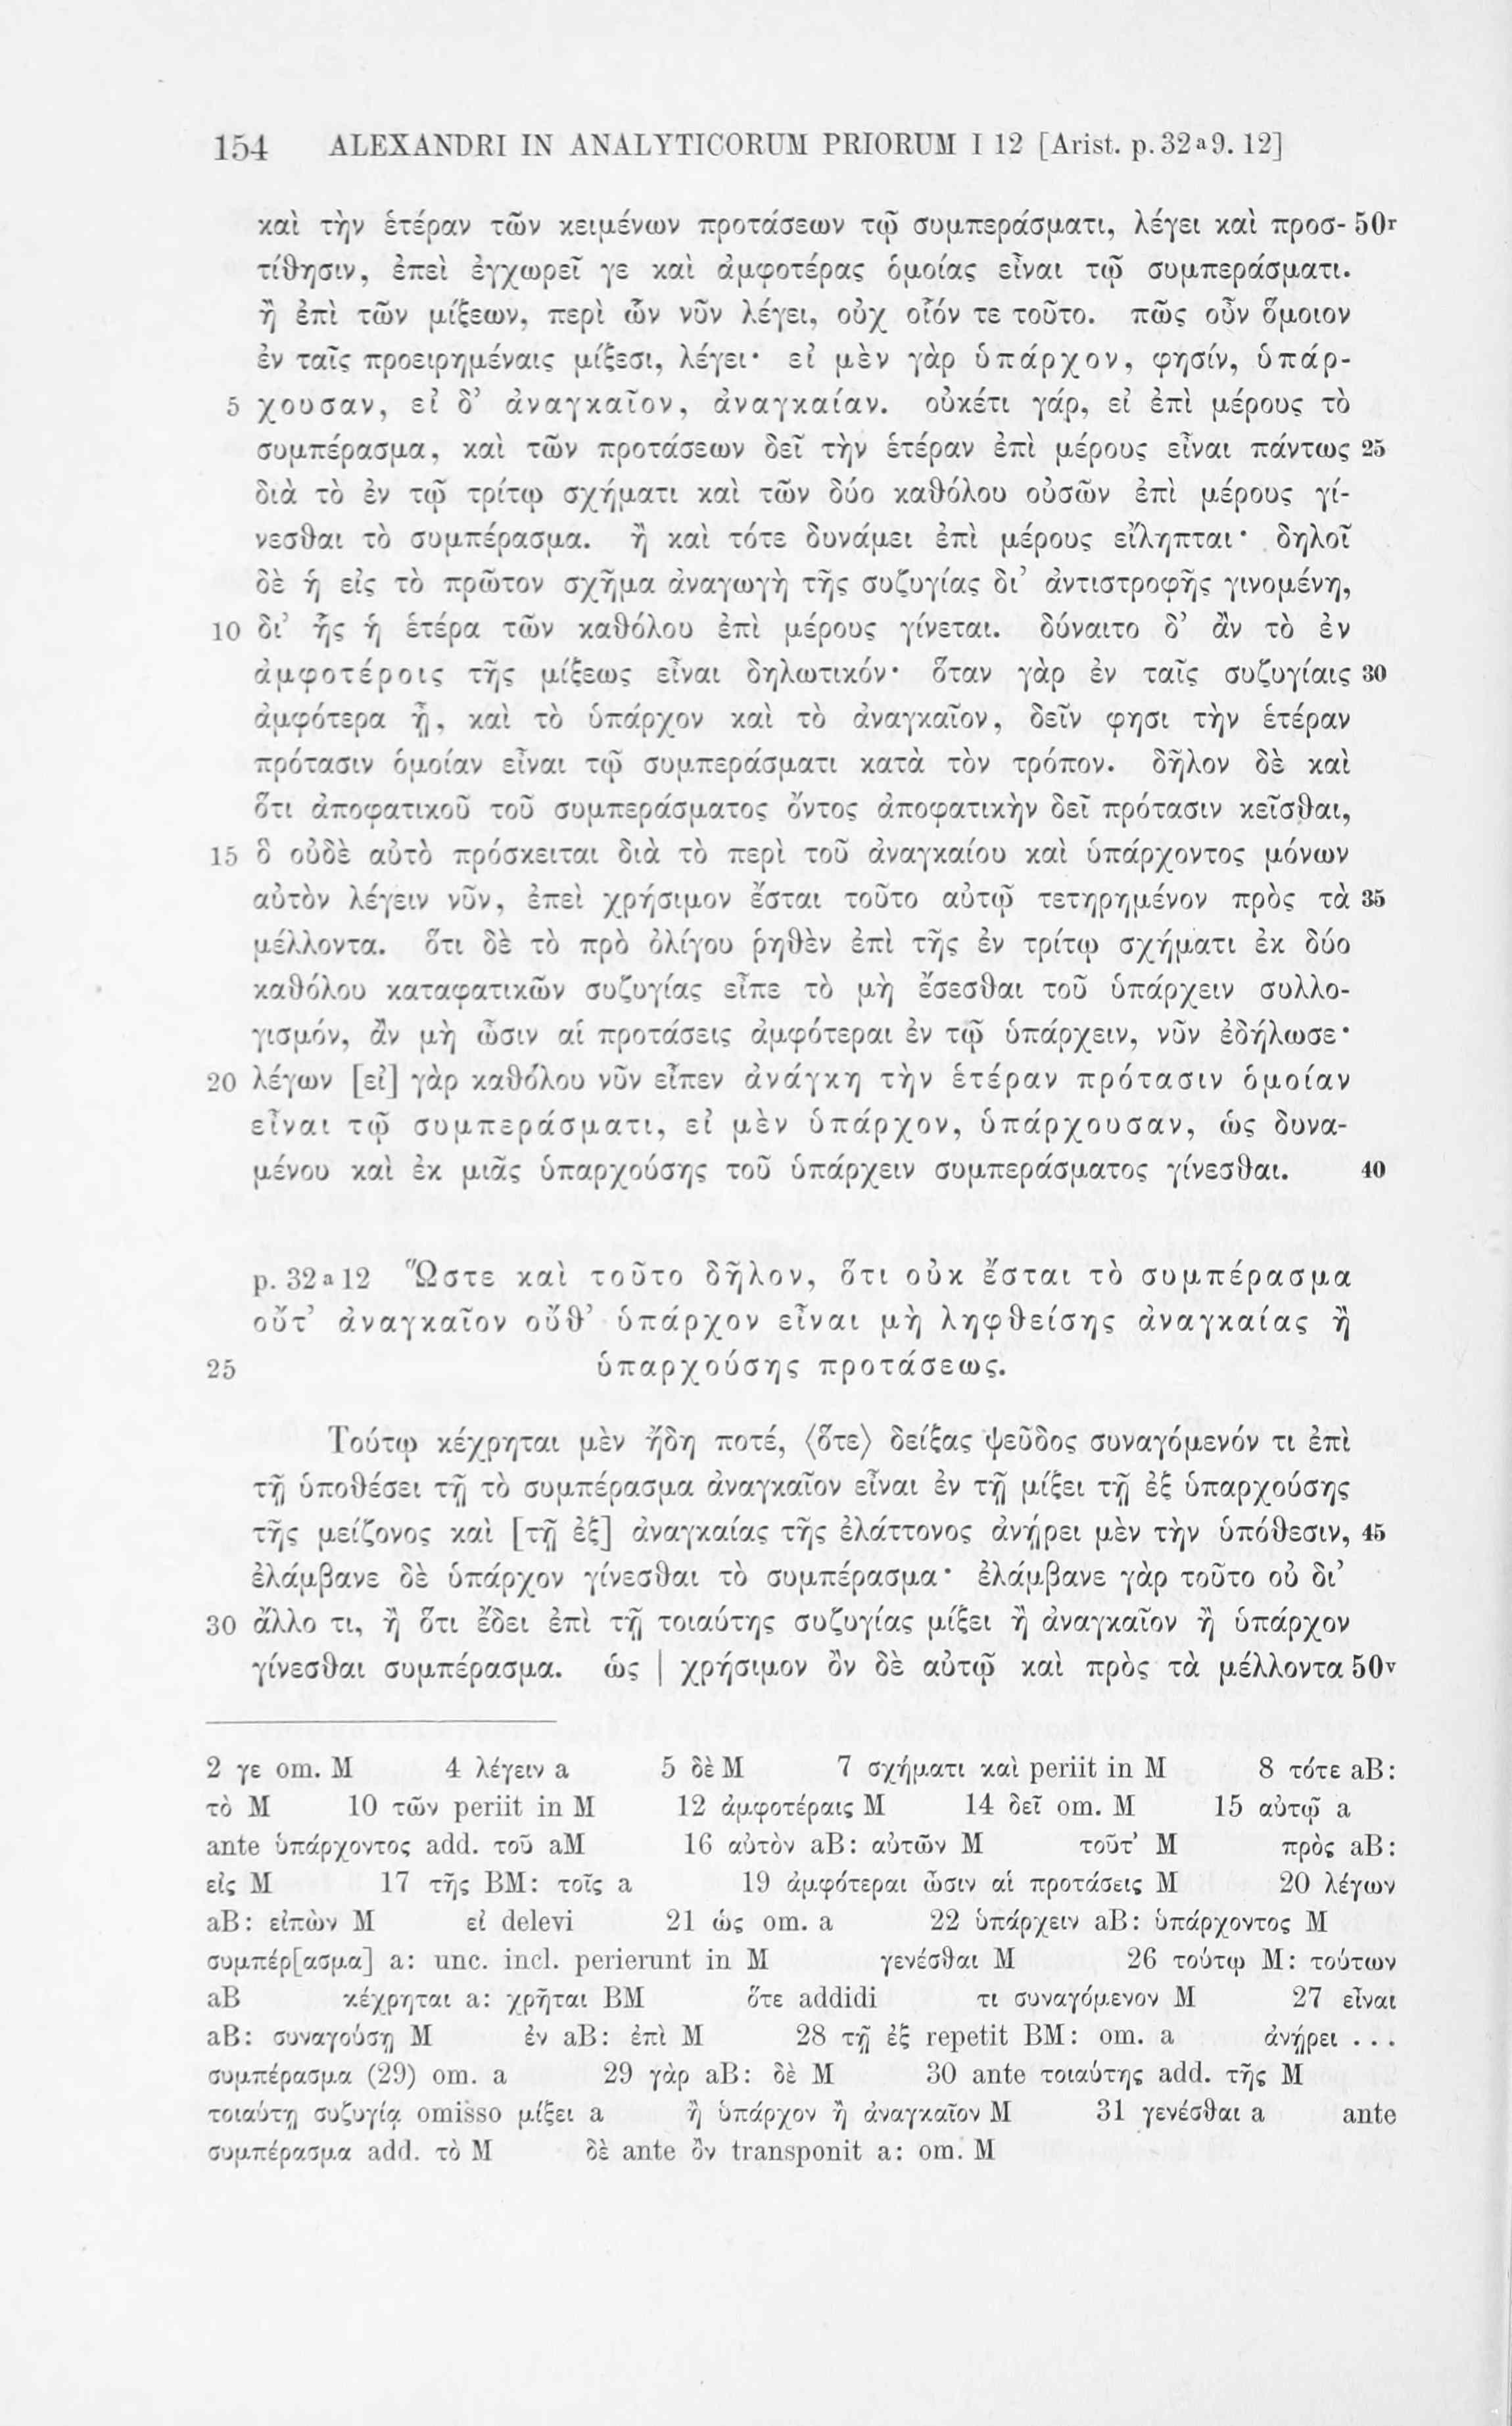 154 ALEXANDRI IN ANALYTICORUM PRIORUM I 12 [Arist. p. 32ª9. 12]
καὶ τὴν ἑτέραν τῶν κειμένων προτάσεων τῷ συμπεράσματι, λέγει καὶ προσ- 50r
τίθησιν, ἐπεὶ ἐγχωρεῖ γε καὶ ἀμφοτέρας ὁμοίας εἶναι τῷ συμπεράσματι.
ἢ ἐπὶ τῶν μίξεων, περὶ ὧν νῦν λέγει, οὐχ οἷόν τε τοῦτο. πῶς οὖν ὅμοιον
ἐν ταῖς προειρημέναις μίξεσι, λέγει· εἰ μὲν γὰρ ὑπάρχον, φησίν, ὑπάρ-
5 χουσαν, εἰ δ’ ἀναγκαῖον, ἀναγκαίαν. οὐκέτι γάρ, εἰ ἐπὶ μέρους τὸ
συμπέρασμα, καὶ τῶν προτάσεων δεῖ τὴν ἑτέραν ἐπὶ μέρους εἶναι πάντως 25
διὰ τὸ ἐν τῷ τρίτῳ σχήματι καὶ τῶν δύο καθόλου οὐσῶν ἐπὶ μέρους γί-
νεσθαι τὸ συμπέρασμα. ἢ καὶ τότε δυνάμει ἐπὶ μέρους εἴληπται· δηλοῖ
δὲ ἡ εἰς τὸ πρῶτον σχῆμα ἀναγωγὴ τῆς συζυγίας δι’ ἀντιστροφῆς γινομένη,
10 δι’ ἧς ἡ ἑτέρα τῶν καθόλου ἐπὶ μέρους γίνεται. δύναιτο δ’ ἂν τὸ ἐν
ἀμφοτέροις τῆς μίξεως εἶναι δηλωτικόν· ὅταν γὰρ ἐν ταῖς συζυγίαις 30
ἀμφότερα ᾖ, καὶ τὸ ὑπάρχον καὶ τὸ ἀναγκαῖον, δεῖν φησι τὴν ἑτέραν
πρότασιν ὁμοίαν εἶναι τῷ συμπεράσματι κατὰ τὸν τρόπον. δῆλον δὲ καὶ
ὅτι ἀποφατικοῦ τοῦ συμπεράσματος ὄντος ἀποφατικὴν δεῖ πρότασιν κεῖσθαι,
15 ὃ οὐδὲ αὐτὸ πρόσκειται διὰ τὸ περὶ τοῦ ἀναγκαίου καὶ ὑπάρχοντος μόνων
αὐτὸν λέγειν νῦν, ἐπεὶ χρήσιμον ἔσται τοῦτο αὐτῷ τετηρημένον πρὸς τὰ 35
μέλλοντα. ὅτι δὲ τὸ πρὸ ὀλίγου ῥηθὲν ἐπὶ τῆς ἐν τρίτῳ σχήματι ἐκ δύο
καθόλου καταφατικῶν συζυγίας εἶπε τὸ μὴ ἔσεσθαι τοῦ ὑπάρχειν συλλο-
γισμόν, ἂν μὴ ὦσιν αἱ προτάσεις ἀμφότεραι ἐν τῷ ὑπάρχειν, νῦν ἐδήλωσε·
20 λέγων [εἰ] γὰρ καθόλου νῦν εἶπεν ἀνάγκη τὴν ἑτέραν πρότασιν ὁμοίαν
εἶναι τῷ συμπεράσματι, εἰ μὲν ὑπάρχον, ὑπάρχουσαν, ὡς δυνα-
μένου καὶ ἐκ μιᾶς ὑπαρχούσης τοῦ ὑπάρχειν συμπεράσματος γίνεσθαι. 40
p. 32ª12 Ὥστε καὶ τοῦτο δῆλον, ὅτι οὐκ ἔσται τὸ συμπέρασμα
οὔτ’ ἀναγκαῖον οὔθ’ ὑπάρχον εἶναι μὴ ληφθείσης ἀναγκαίας ἢ
25 ὑπαρχούσης προτάσεως.
Τούτῳ κέχρηται μὲν ἤδη ποτέ, ⟨ὅτε⟩ δείξας ψεῦδος συναγόμενόν τι ἐπὶ
τῇ ὑποθέσει τῇ τὸ συμπέρασμα ἀναγκαῖον εἶναι ἐν τῇ μίξει τῇ ἐξ ὑπαρχούσης
τῆς μείζονος καὶ [τῇ ἐξ] ἀναγκαίας τῆς ἐλάττονος ἀνῄρει μὲν τὴν ὑπόθεσιν, 45
ἐλάμβανε δὲ ὑπάρχον γίνεσθαι τὸ συμπέρασμα· ἐλάμβανε γὰρ τοῦτο οὐ δι’
30 ἄλλο τι, ἢ ὅτι ἔδει ἐπὶ τῇ τοιαύτης συζυγίας μίξει ἢ ἀναγκαῖον ἢ ὑπάρχον
γίνεσθαι συμπέρασμα. ὡς | χρήσιμον ὂν δὲ αὐτῷ καὶ πρὸς τὰ μέλλοντα 50v
2 γε om. M 4 λέγειν a 5 δὲ M 7 σχήματι καὶ periit in M 8 τότε aB:
τὸ M 10 τῶν periit in M 12 ἀμφοτέραις M 14 δεῖ om. M 15 αὐτῷ a
ante ὑπάρχοντος add. τοῦ aM 16 αὐτὸν aB: αὐτῶν M τοῦτ’ M πρὸς aB:
εἰς M 17 τῆς BM: τοῖς a 19 ἀμφότεραι ὦσιν αἱ προτάσεις M 20 λέγων
aB: εἰπὼν M εἰ delevi 21 ὡς om. a 22 ὑπάρχειν aB: ὑπάρχοντος M
συμπέρ[ασμα] a: unc. incl. perierunt in M γενέσθαι M 26 τούτῳ M: τούτων
aB κέχρηται a: χρῆται BM ὅτε addidi τι συναγόμενον M 27 εἶναι
aB: συναγούσῃ M ἐν aB: ἐπὶ M 28 τῇ ἐξ repetit BM: om. a ἀνῄρει ...
συμπέρασμα (29) om. a 29 γὰρ aB: δὲ M 30 ante τοιαύτης add. τῆς M
τοιαύτῃ συζυγίᾳ omisso μίξει a ἢ ὑπάρχον ἢ ἀναγκαῖον M 31 γενέσθαι a ante
συμπέρασμα add. τὸ M δὲ ante ὂν transponit a: om. M